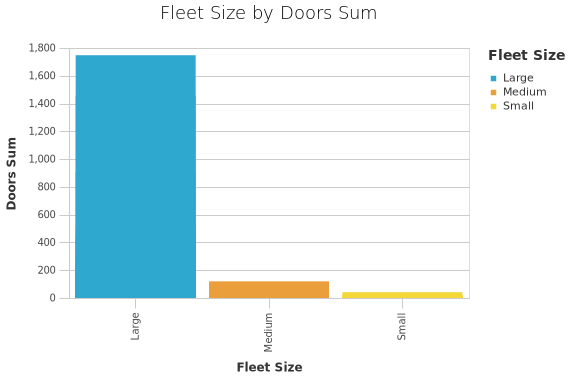 Fleet Size by Doors Sum
1,800
1,600
1,400
1,200
1,000
800
600
400
200
0
Doors Sum
Large
Medium
Small
Fleet Size
Fleet Size
Large
Medium
Small